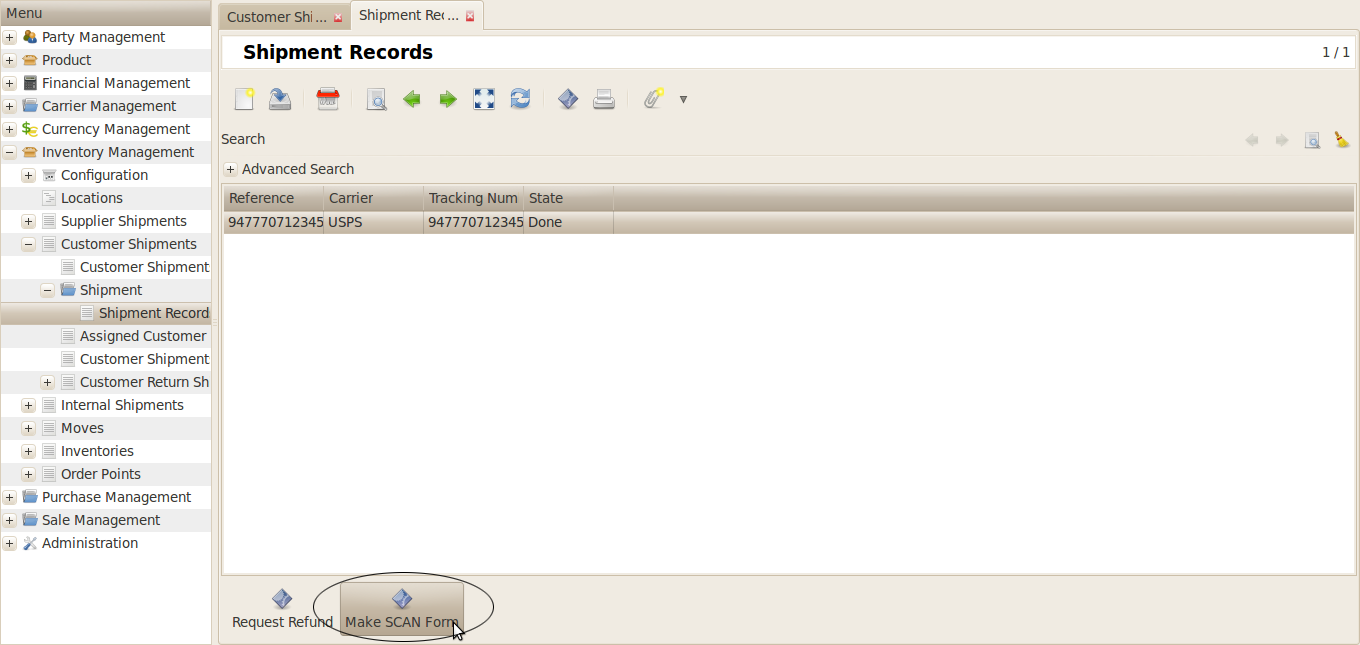 Menu
Party Management
Product
Financial Management
Carrier Management
Currency Management
Inventory Management
Configuration
Locations
Supplier Shipments
Customer Shipments
Customer Shipment
Shipment
Shipment Record
Assigned Customer
Customer Shipment
Customer Return Sh
Internal Shipments
Moves
Inventories
Order Points
Purchase Management
Sale Management
Administration
Customer Shi... Shipment Rec...
Shipment Records 1 / 1
Search
Advanced Search
Reference Carrier Tracking Num State
947770712345 USPS 947770712345 Done
Request Refund Make SCAN Form